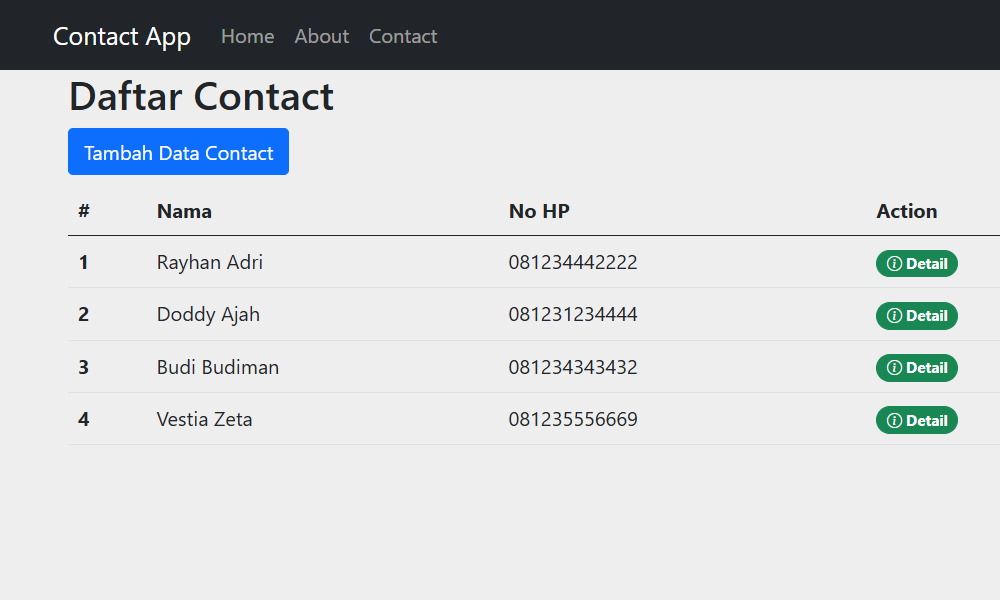 Contact App Home About Contact
Daftar Contact
Tambah Data Contact
# Nama No HP Action
1 Rayhan Adri 081234442222 Detail
2 Doddy Ajah 081231234444 Detail
3 Budi Budiman 081234343432 Detail
4 Vestia Zeta 081235556669 Detail